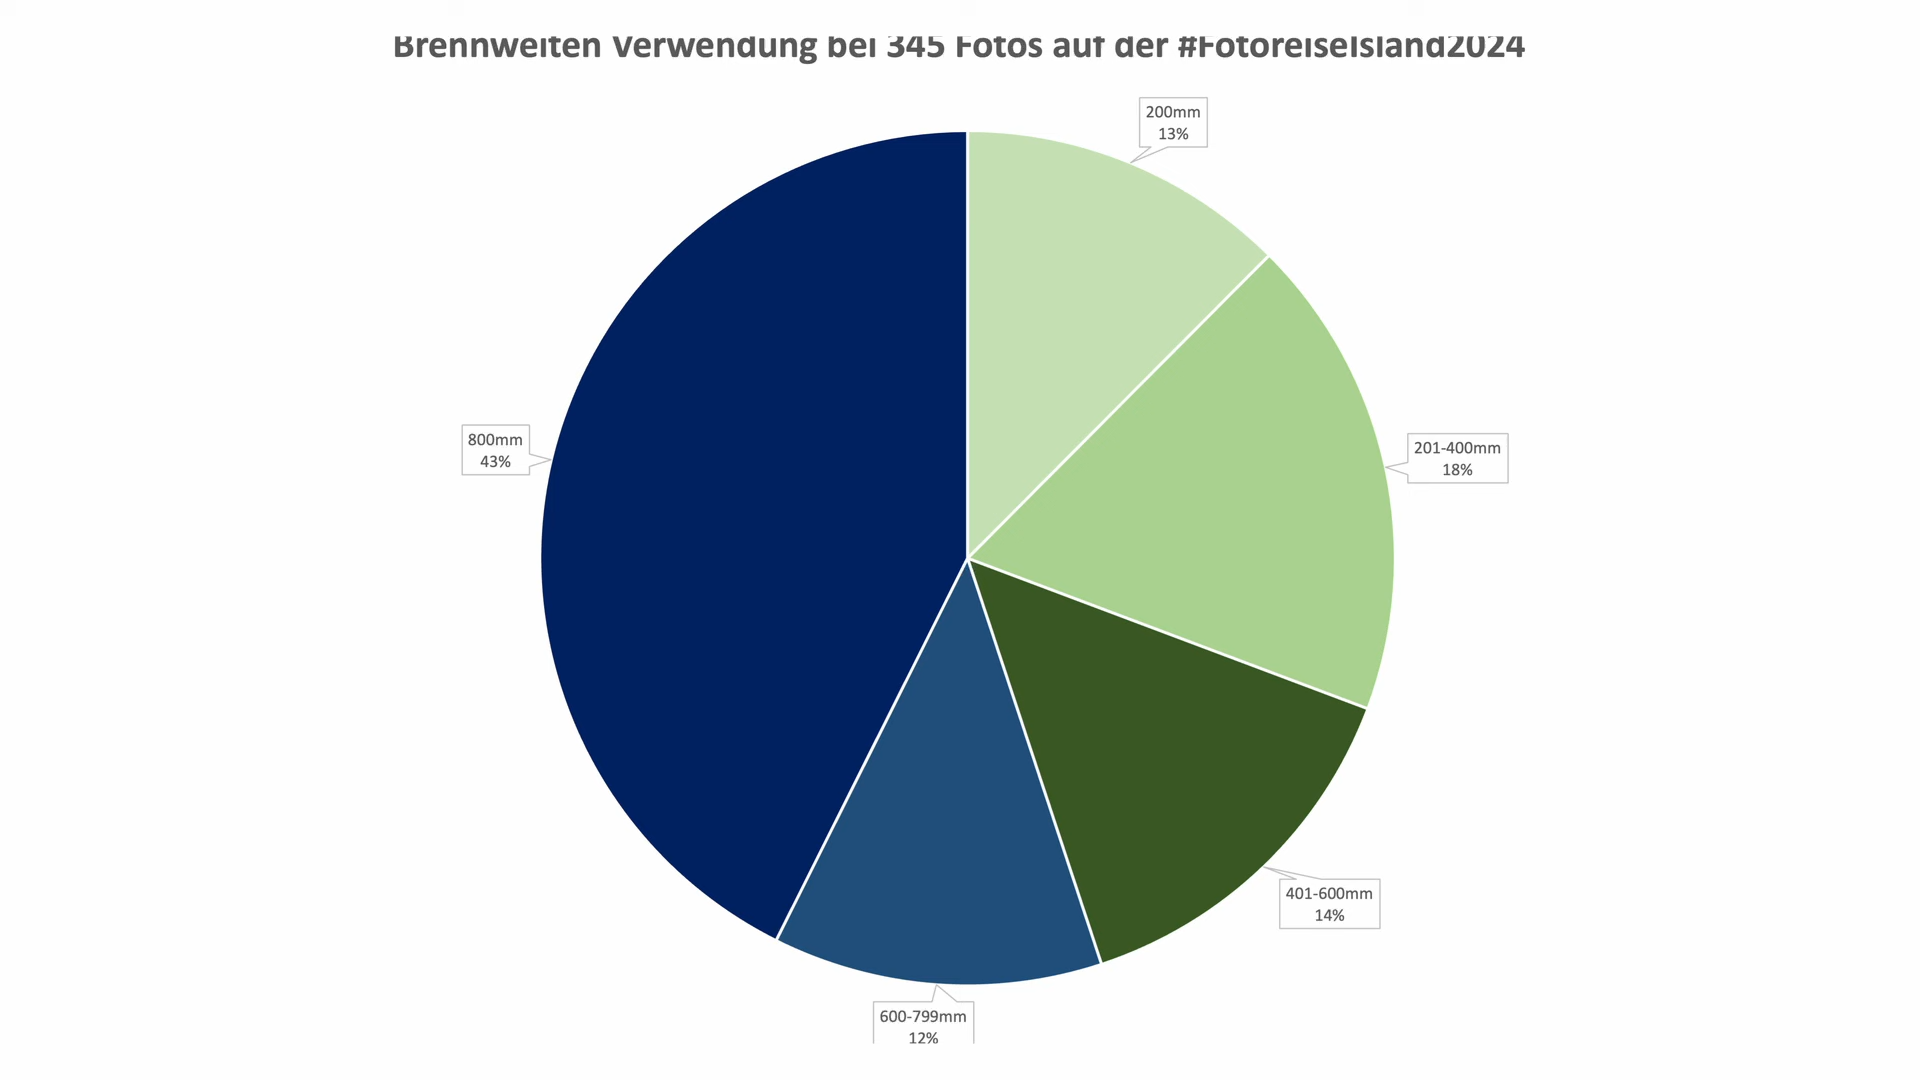 Brennweiten Verwendung bei 345 Fotos auf der #FotoreiseIsland2024
200mm
13%
800mm
43%
201-400mm
18%
401-600mm
14%
600-799mm
12%